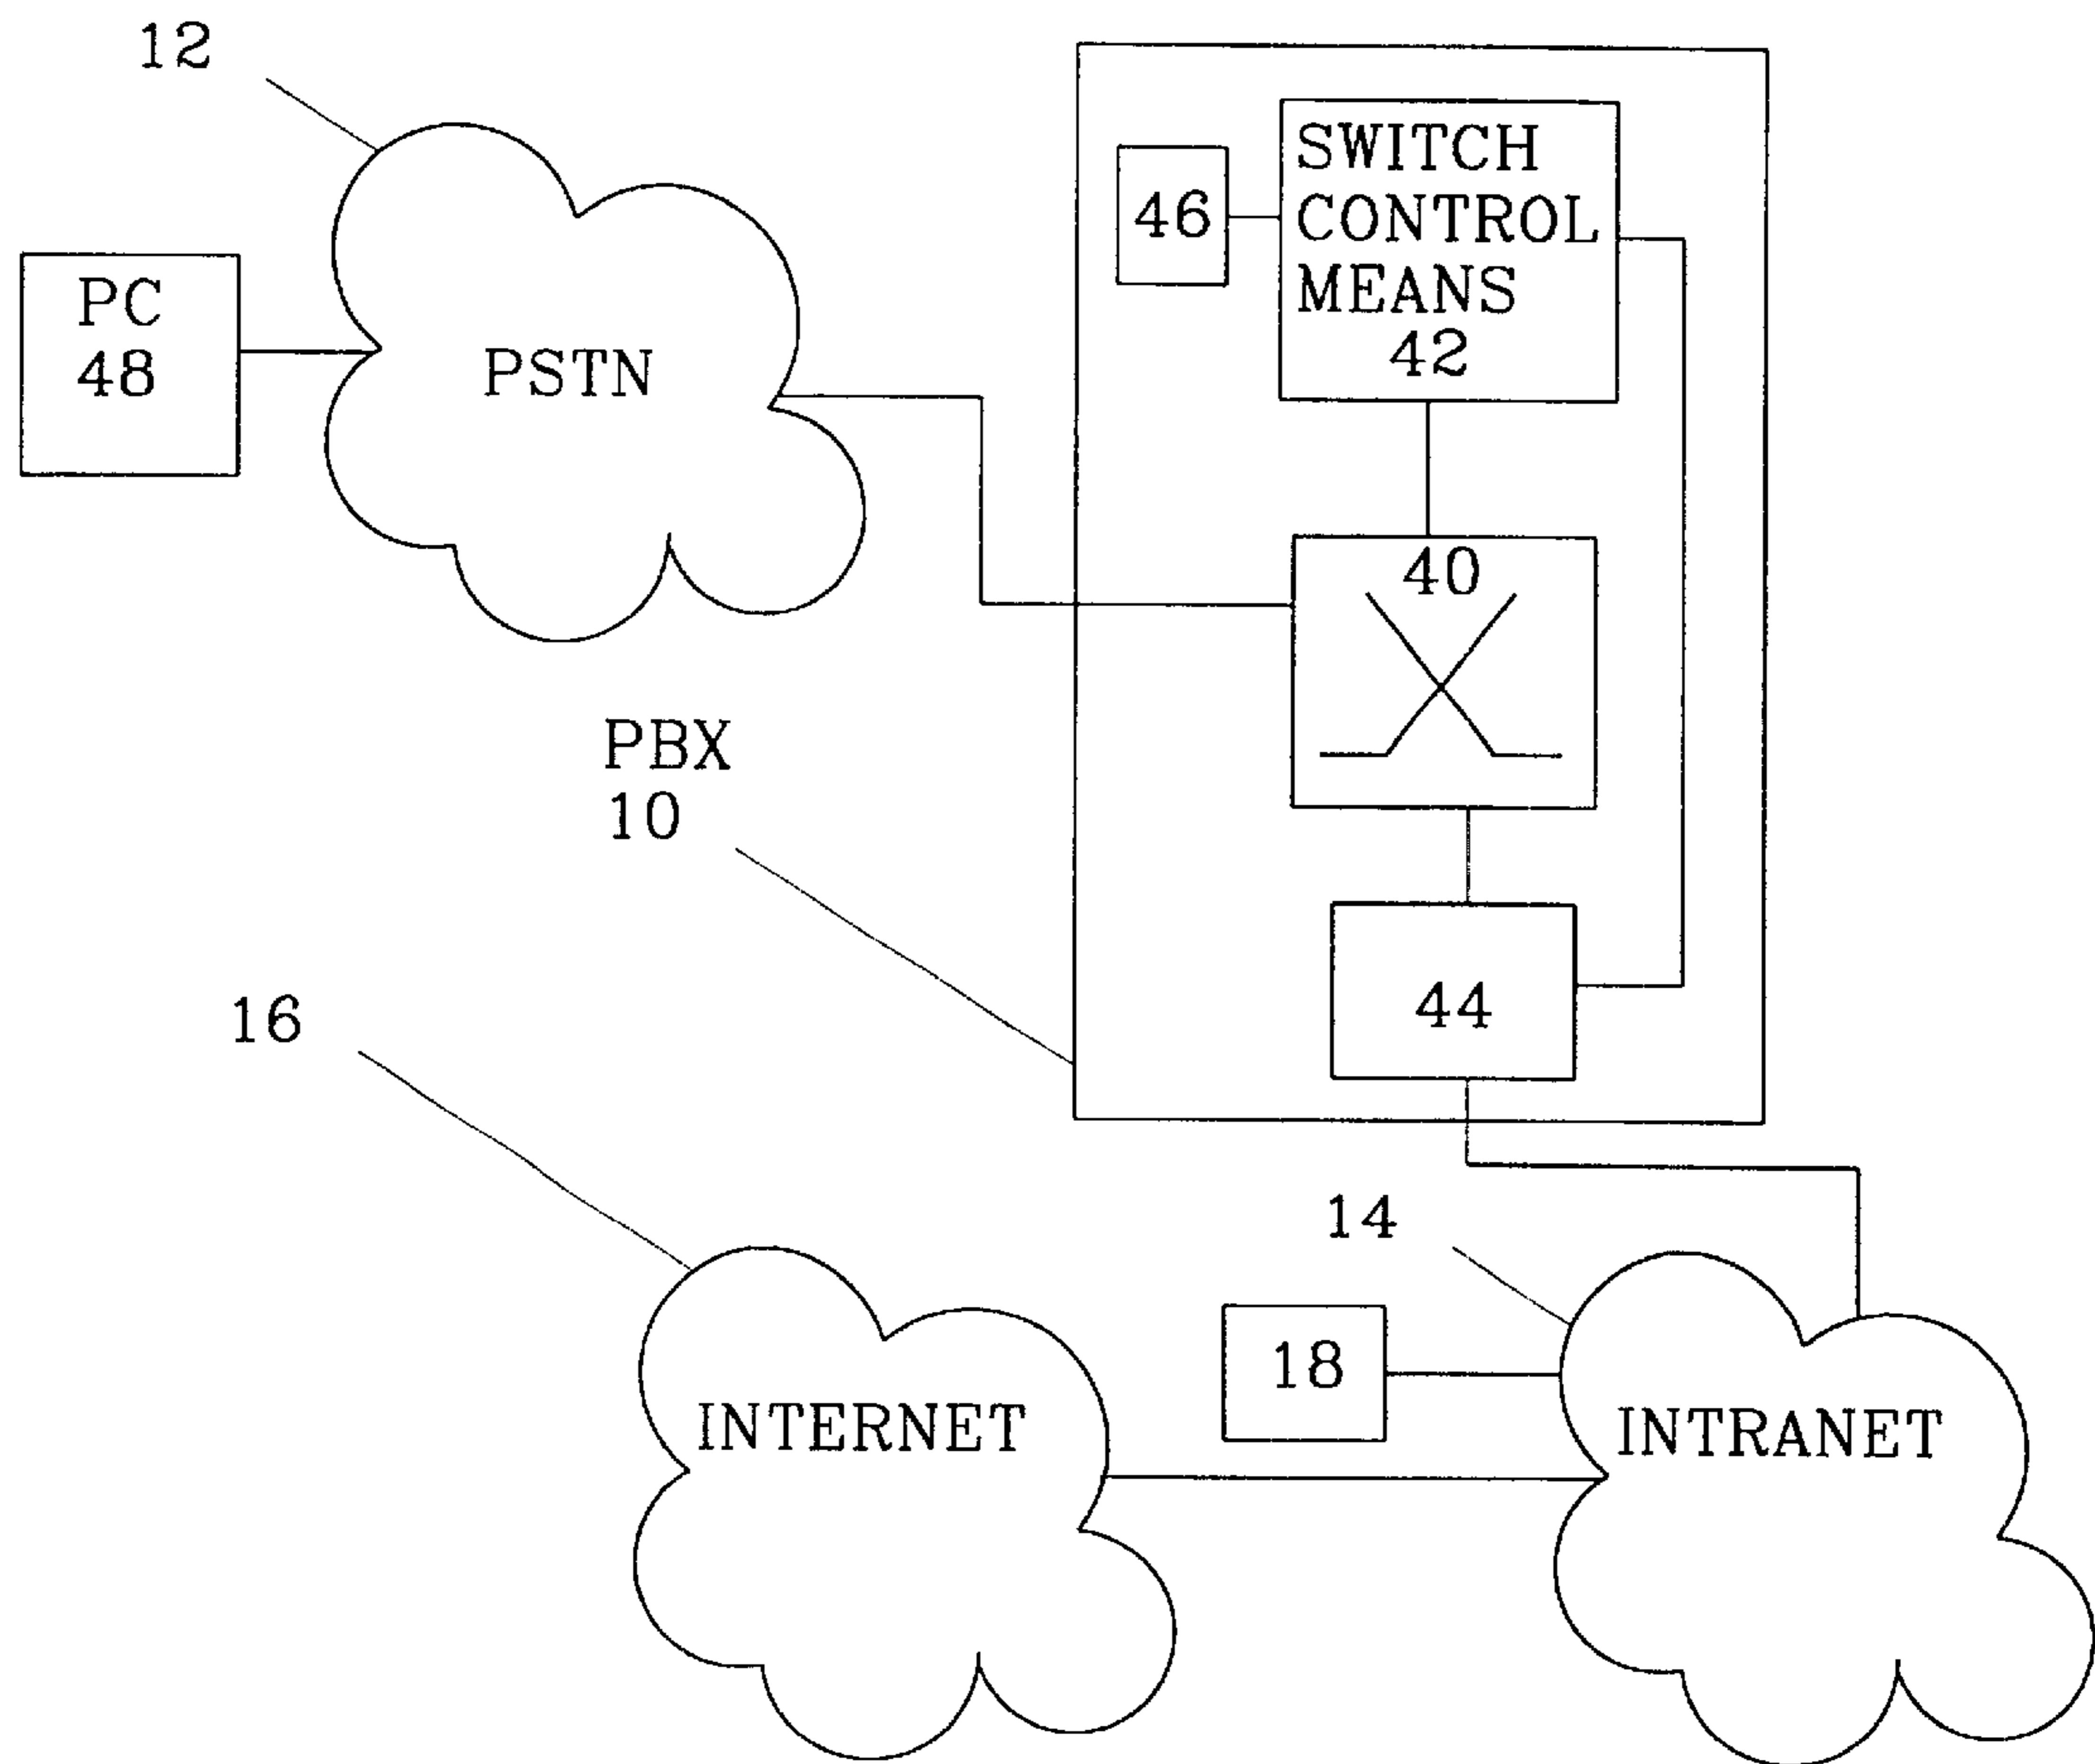 12
SWITCH
CONTROL
MEANS
42
46
PC
48
PSTN
40
PBX
10
44
16
14
18
INTERNET
INTRANET